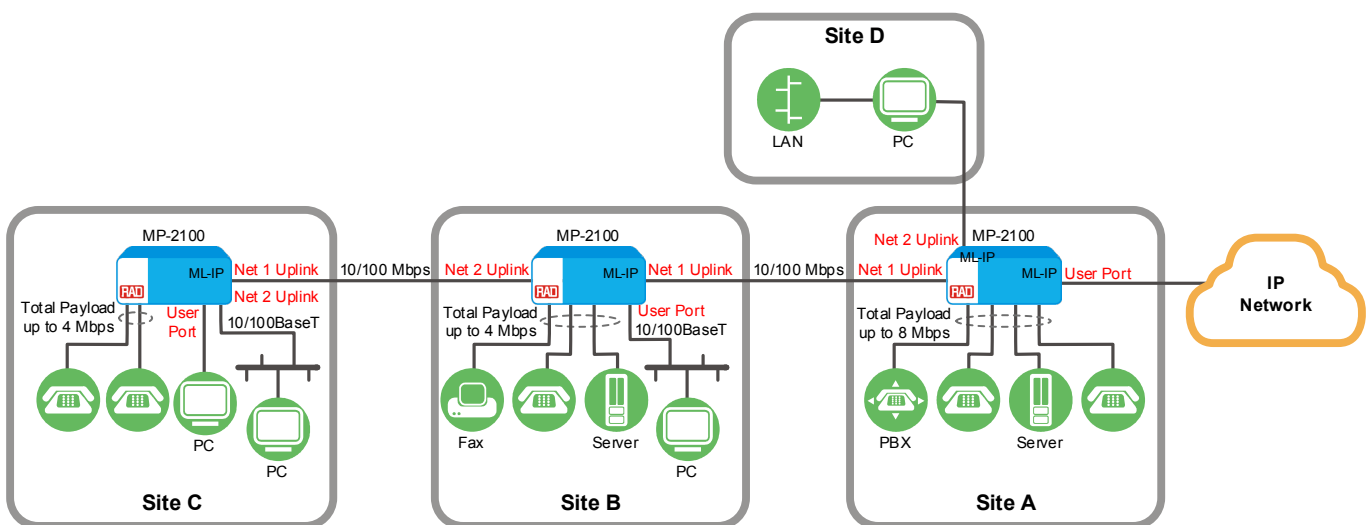 Site D
LAN
PC
MP-2100
ML-IP
RAD
Net 1 Uplink
Net 2 Uplink
10/100BaseT
User
Port
Total Payload
up to 4 Mbps
PC
PC
Site C
10/100 Mbps
MP-2100
Net 2 Uplink
ML-IP
RAD
Net 1 Uplink
User Port
10/100BaseT
Total Payload
up to 4 Mbps
Fax
Server
PC
Site B
10/100 Mbps
MP-2100
Net 2 Uplink
ML-IP
Net 1 Uplink
ML-IP
RAD
User Port
Total Payload
up to 8 Mbps
PBX
Server
Site A
IP
Network